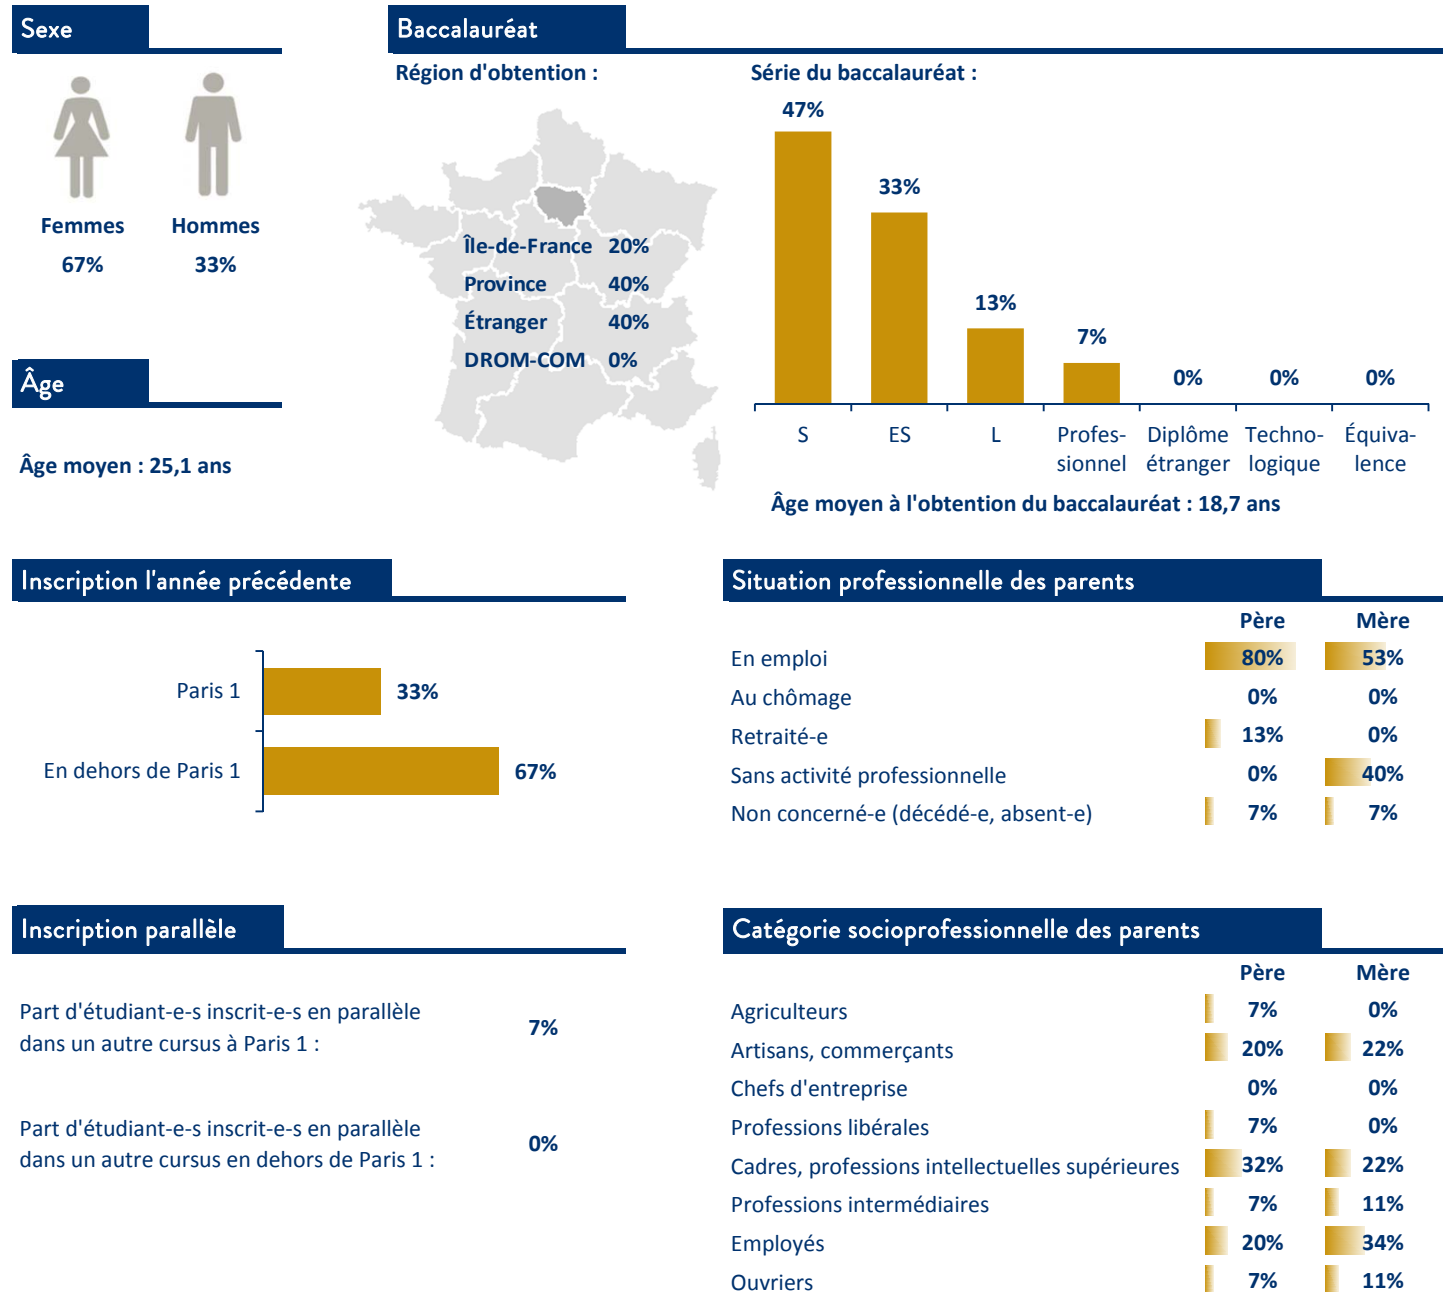 Sexe
Femmes Hommes
67% 33%
Âge
Âge moyen : 25,1 ans
Baccalauréat
Région d'obtention :
Île-de-France 20%
Province 40%
Étranger 40%
DROM-COM 0%
Série du baccalauréat :
47%
33%
13%
7%
0% 0% 0%
S ES L Profes- Diplôme Techno- Équiva-
sionnel étranger logique lence
Âge moyen à l'obtention du baccalauréat : 18,7 ans
Inscription l'année précédente
Paris 1 33%
En dehors de Paris 1 67%
Situation professionnelle des parents
Père Mère
En emploi 80% 53%
Au chômage 0% 0%
Retraité-e 13% 0%
Sans activité professionnelle 0% 40%
Non concerné-e (décédé-e, absent-e) 7% 7%
Inscription parallèle
Part d'étudiant-e-s inscrit-e-s en parallèle
dans un autre cursus à Paris 1 :
7%
Part d'étudiant-e-s inscrit-e-s en parallèle
dans un autre cursus en dehors de Paris 1 :
0%
Catégorie socioprofessionnelle des parents
Père Mère
Agriculteurs 7% 0%
Artisans, commerçants 20% 22%
Chefs d'entreprise 0% 0%
Professions libérales 7% 0%
Cadres, professions intellectuelles supérieures 32% 22%
Professions intermédiaires 7% 11%
Employés 20% 34%
Ouvriers 7% 11%